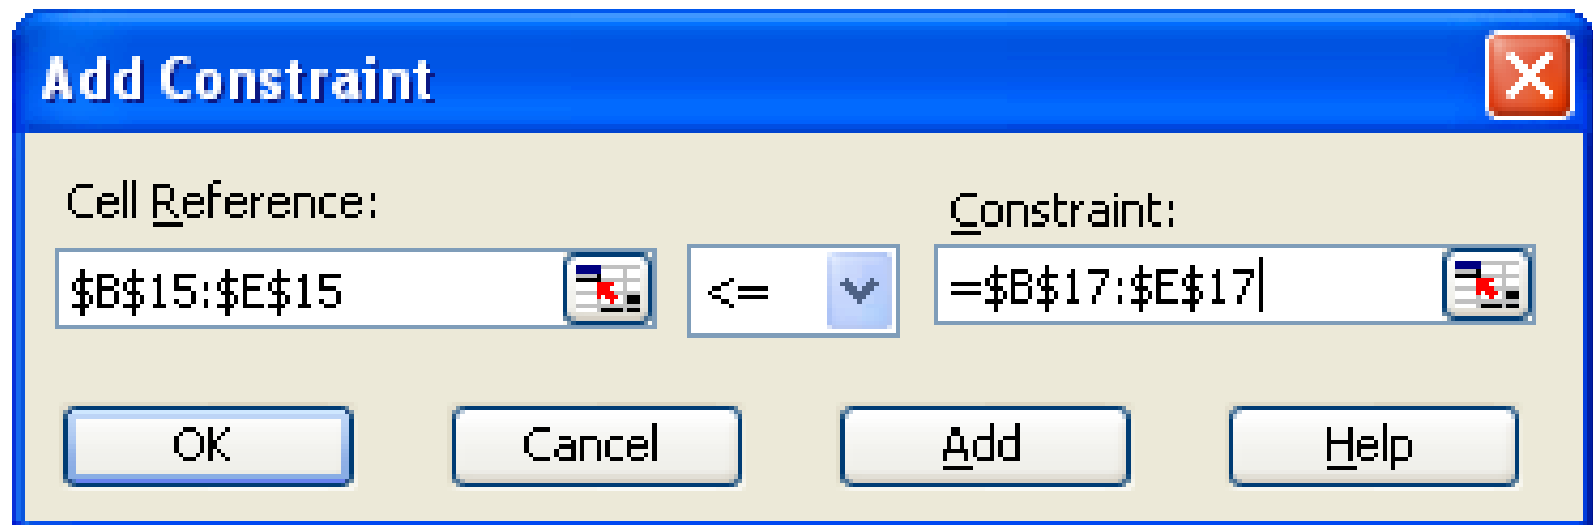 Add Constraint
Cell Reference:
Constraint:
$B$15:$E$15
<=
=$B$17:$E$17
OK
Cancel
Add
Help